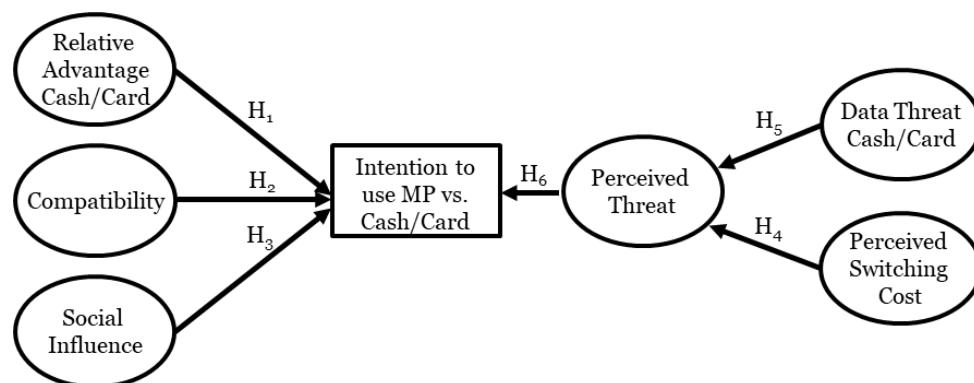 Relative
Advantage
Cash/Card
H₁
Compatibility
H₂
H₃
Social
Influence
Intention to
use MP vs.
Cash/Card
H₆
Perceived
Threat
H₅
Data Threat
Cash/Card
H₄
Perceived
Switching
Cost